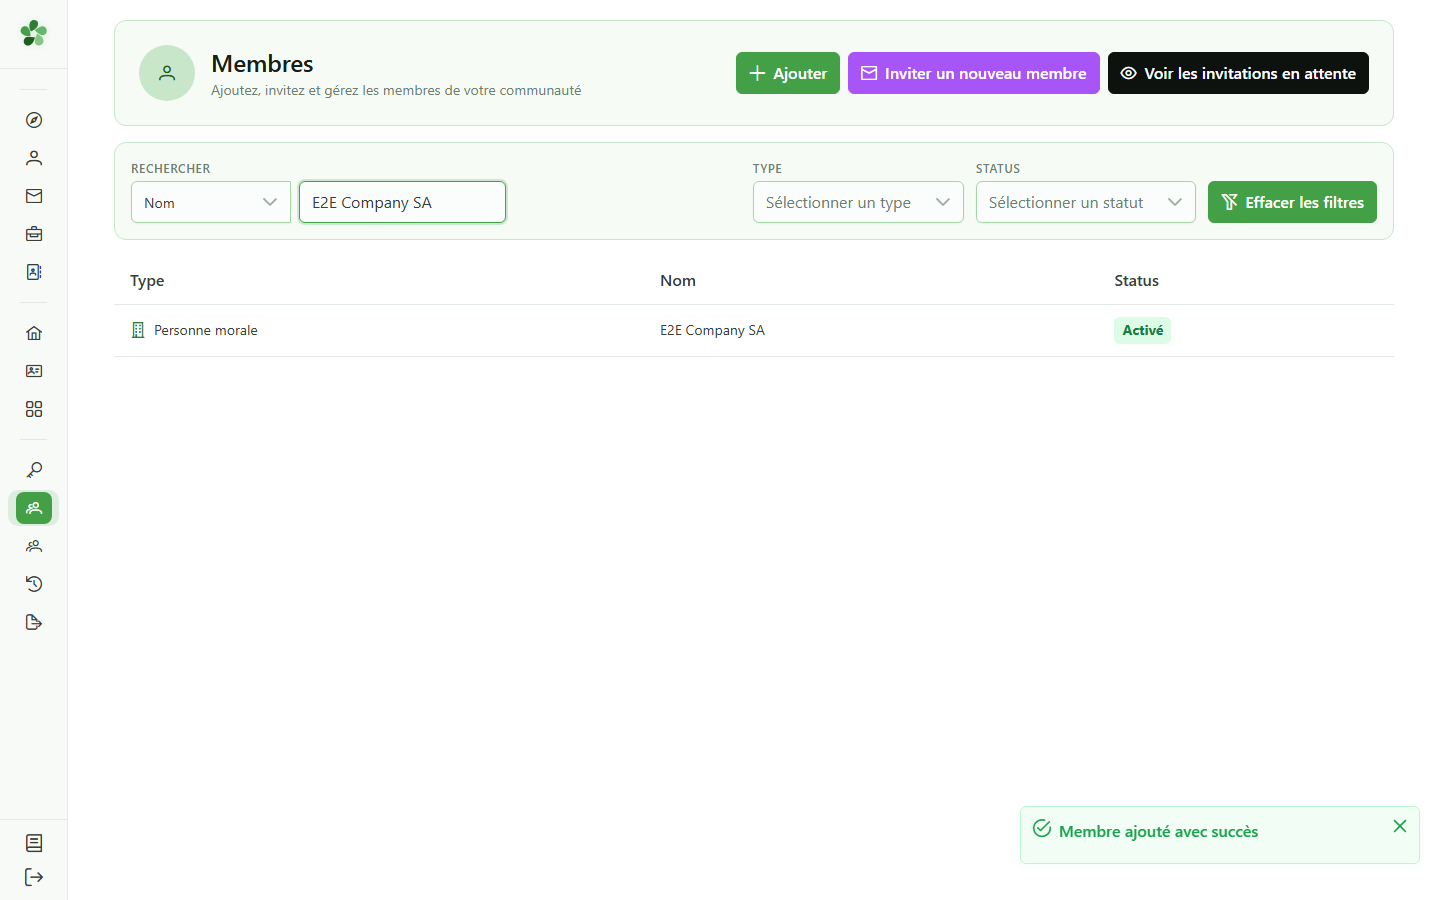 Membres
Ajoutez, invitez et gérez les membres de votre communauté
Ajouter
Inviter un nouveau membre
Voir les invitations en attente
RECHERCHER
TYPE
STATUS
Nom
E2E Company SA
Sélectionner un type
Sélectionner un statut
Effacer les filtres
Type Nom Status
Personne morale E2E Company SA Activé
Membre ajouté avec succès